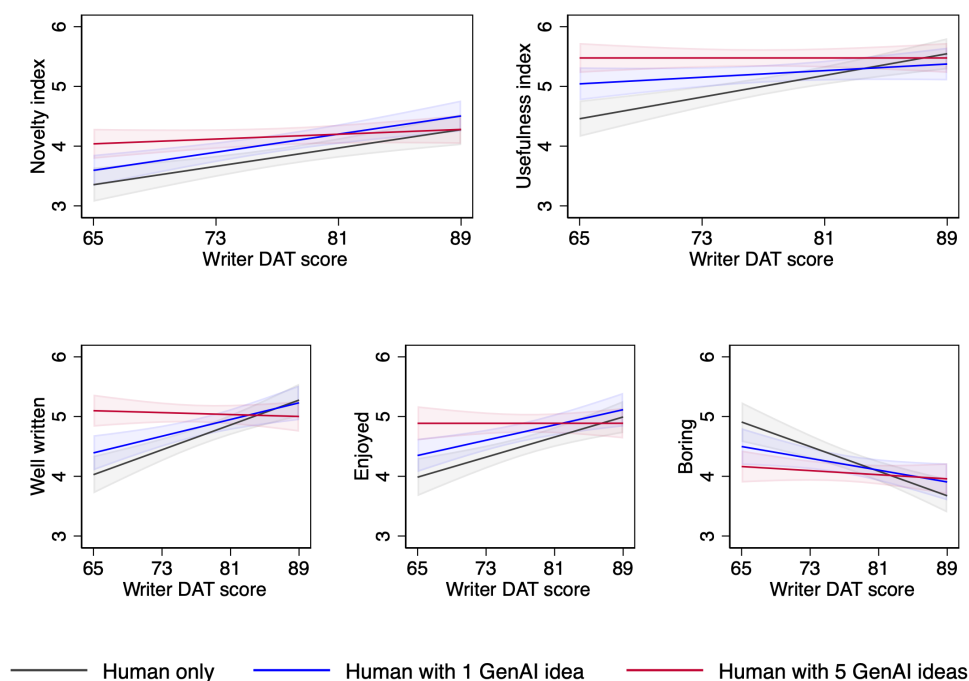 6
5
4
3
Novelty index
65 73 81 89
Writer DAT score
6
5
4
3
Usefulness index
65 73 81 89
Writer DAT score
6
5
4
3
Well written
65 73 81 89
Writer DAT score
6
5
4
3
Enjoyed
65 73 81 89
Writer DAT score
6
5
4
3
Boring
65 73 81 89
Writer DAT score
Human only
Human with 1 GenAI idea
Human with 5 GenAI ideas